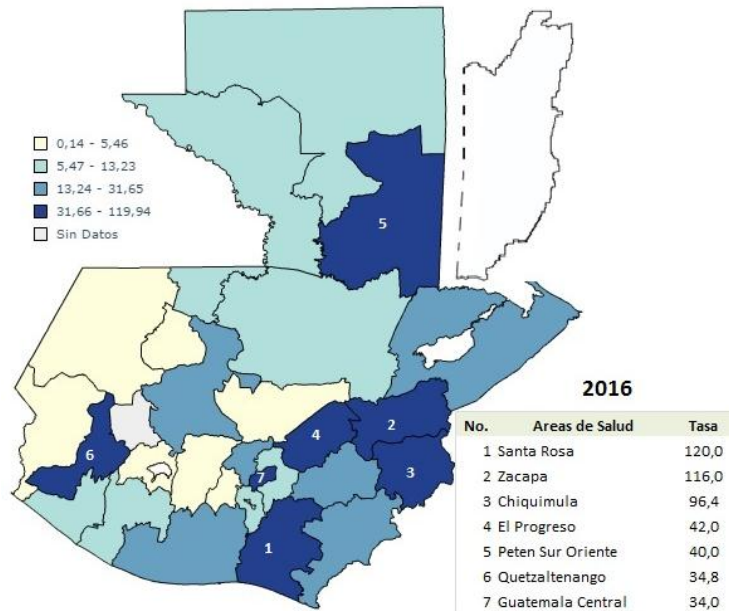 0,14 - 5,46
5,47 - 13,23
13,24 - 31,65
31,66 - 119,94
Sin Datos
5
6
4
2
7
3
1
2016
No. Areas de Salud Tasa
1 Santa Rosa 120,0
2 Zacapa 116,0
3 Chiquimula 96,4
4 El Progreso 42,0
5 Peten Sur Oriente 40,0
6 Quetzaltenango 34,8
7 Guatemala Central 34,0